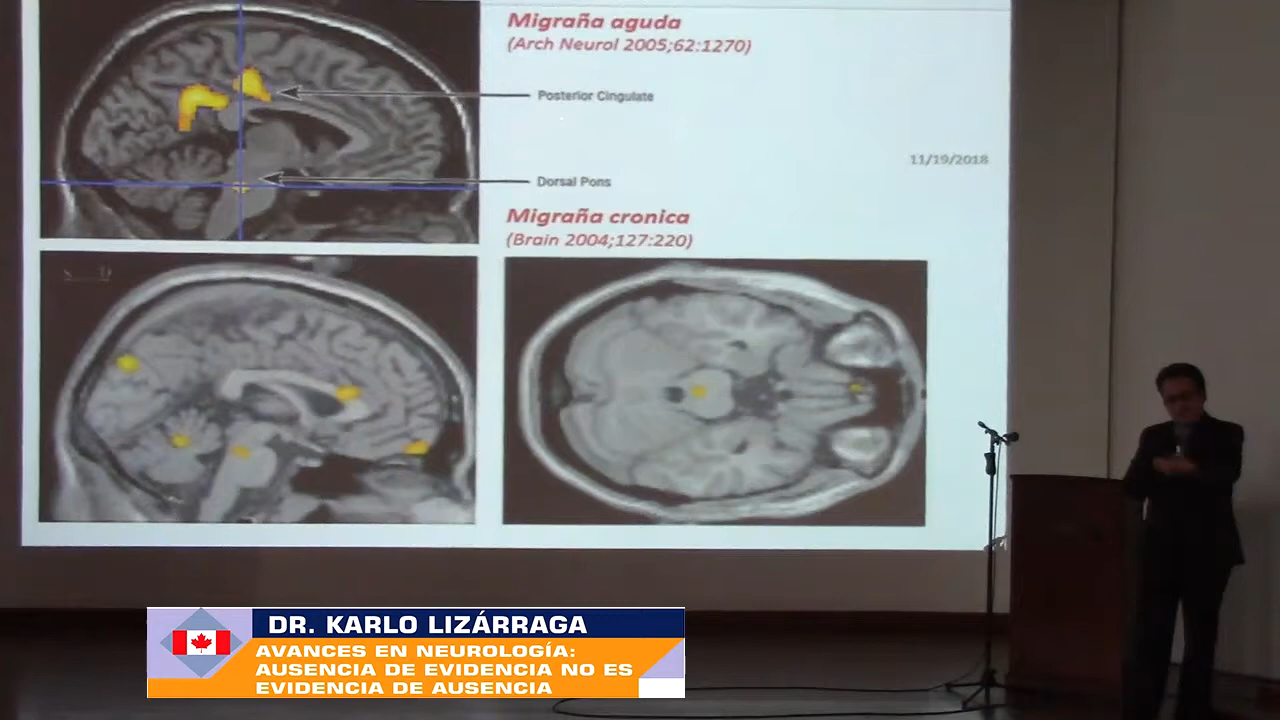 Migraña aguda
(Arch Neurol 2005;62:1270)
Posterior Cingulate
11/19/2018
Dorsal Pons
Migraña cronica
(Brain 2004;127:220)
DR. KARLO LIZÁRRAGA
AVANCES EN NEUROLOGÍA:
AUSENCIA DE EVIDENCIA NO ES
EVIDENCIA DE AUSENCIA